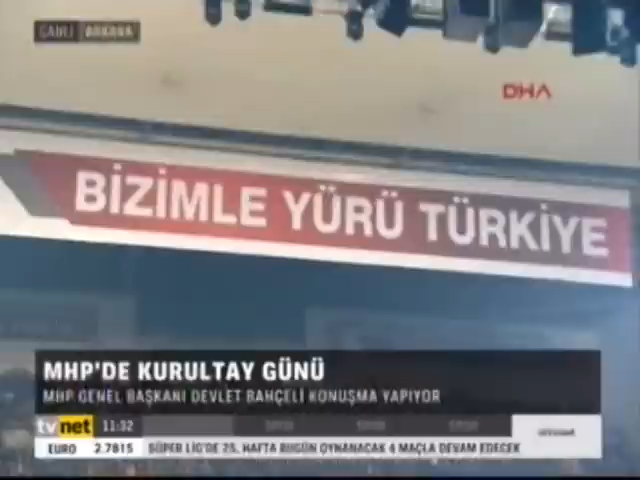 CANLI ANKARA
DHA
BİZİMLE YÜRÜ TÜRKİYE
MHP'DE KURULTAY GÜNÜ
MHP GENEL BAŞKANI DEVLET BAHÇELİ KONUŞMA YAPIYOR
tvnet 11:32
EURO 2.7815 SÜPER LİG'DE 25. HAFTA BUGÜN OYNANACAK 4 MAÇLA DEVAM EDECEK